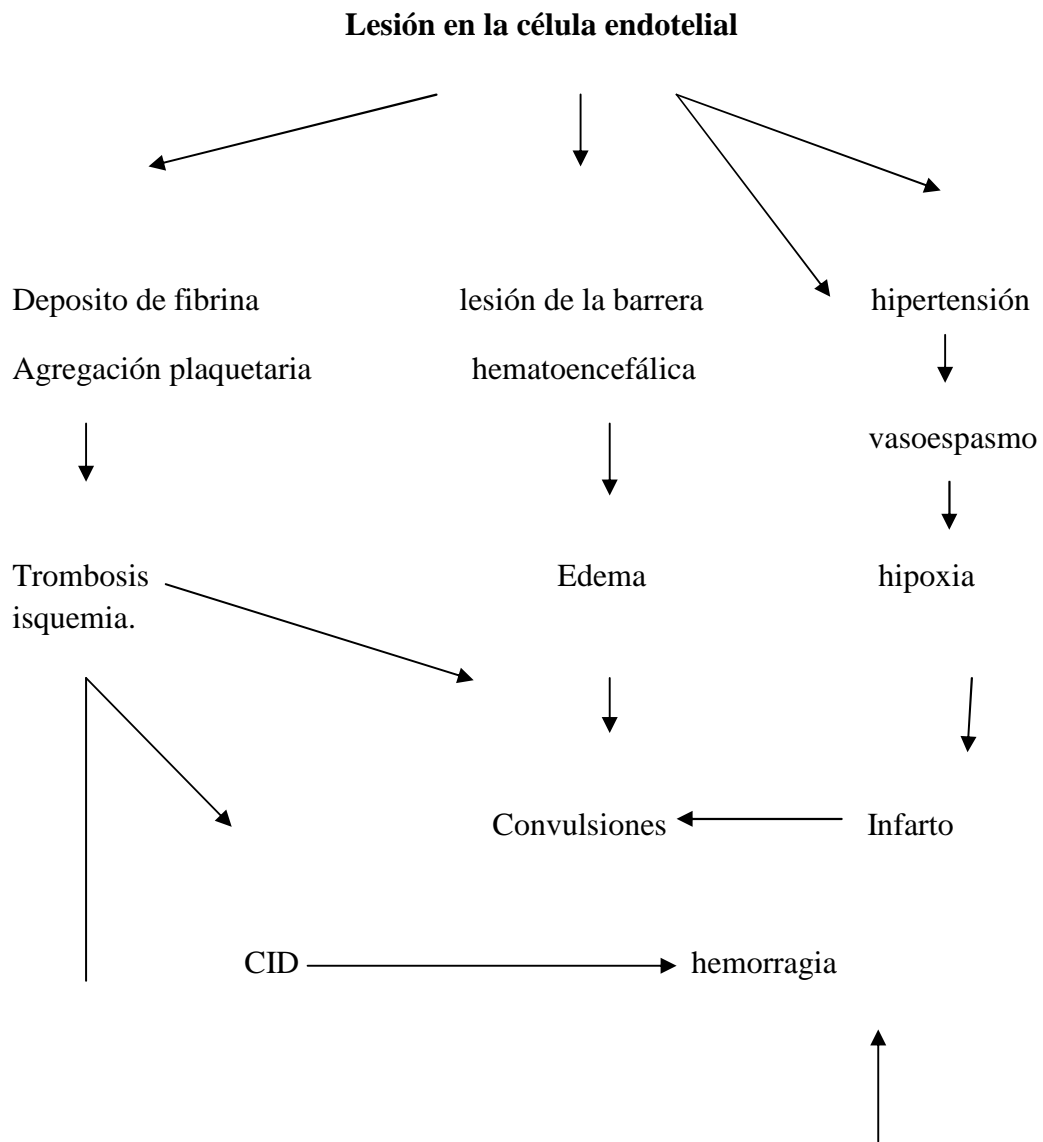 Lesión en la célula endotelial
Deposito de fibrina lesión de la barrera hipertensión
Agregación plaquetaria hematoencefálica
vasoespasmo
Trombosis Edema hipoxia
isquemia.
Convulsiones Infarto
CID hemorragia